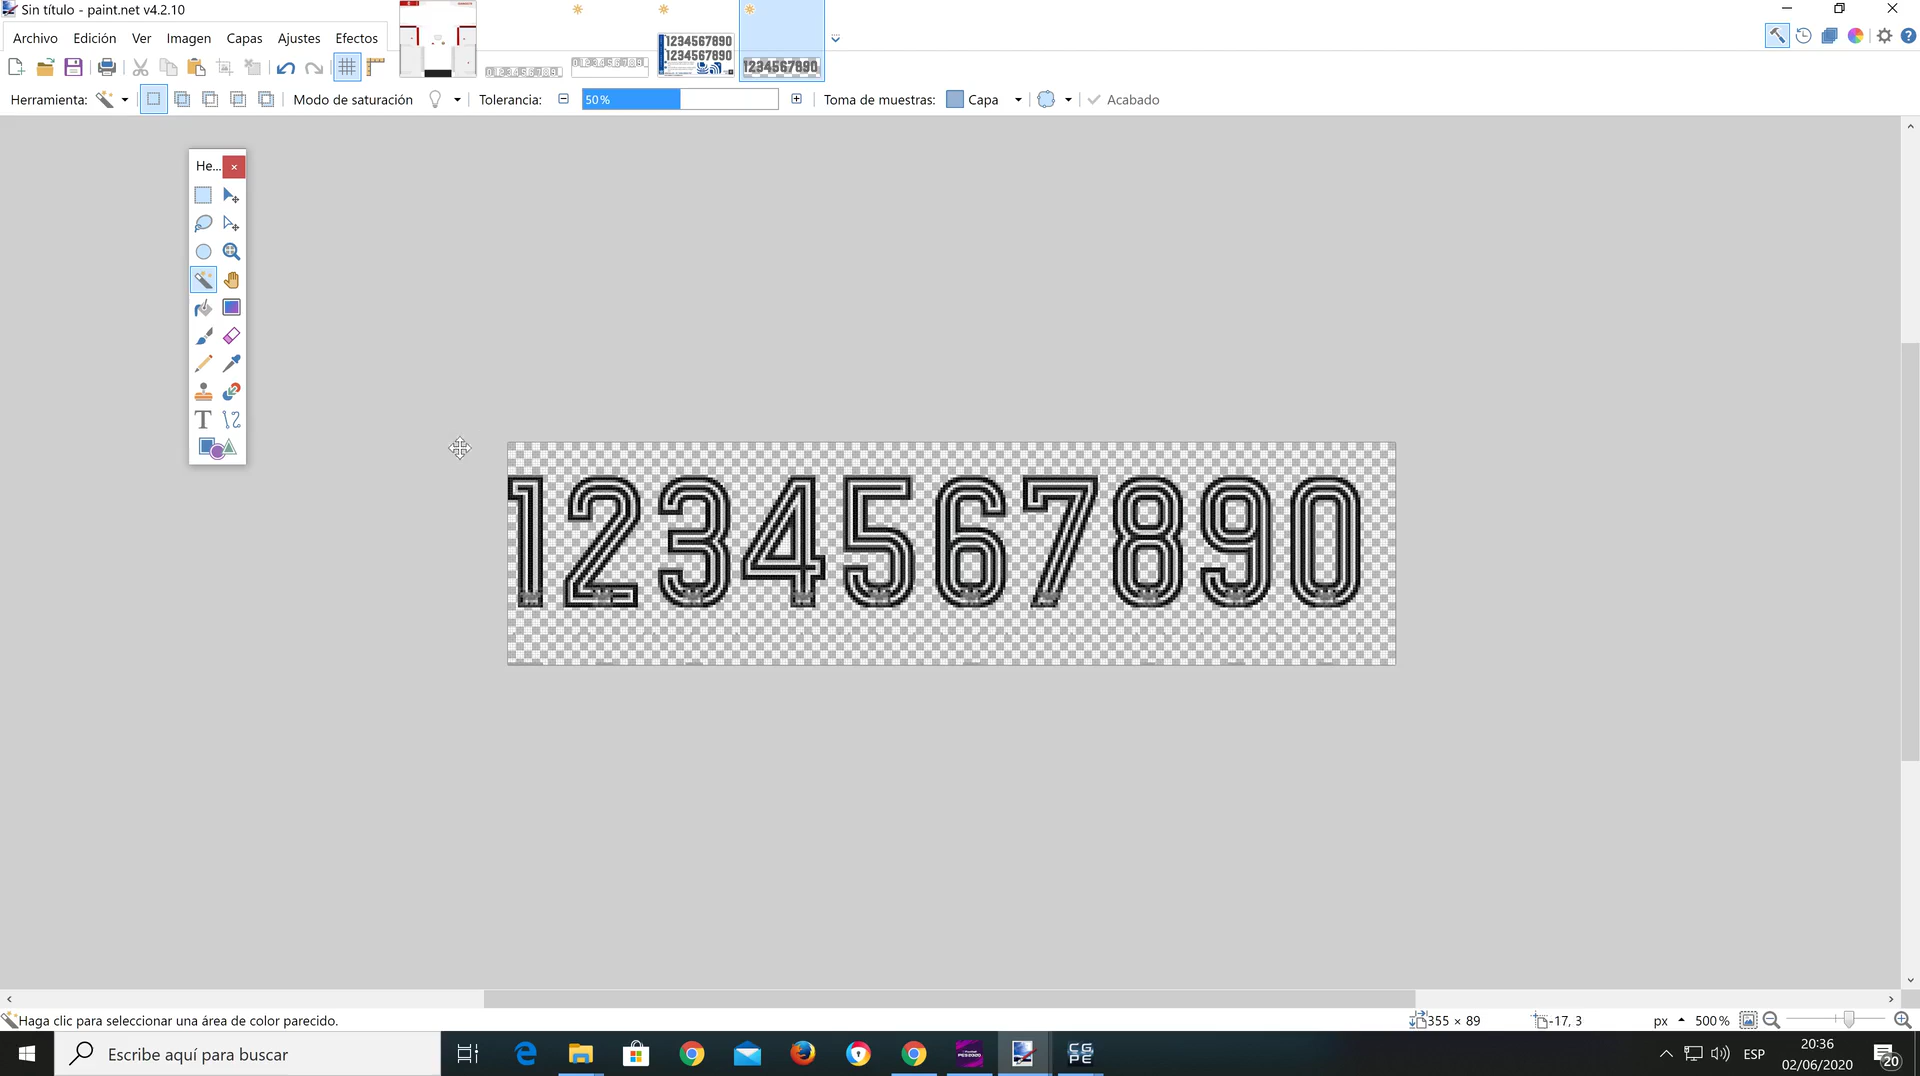 Sin título - paint.net v4.2.10
Archivo Edición Ver Imagen Capas Ajustes Efectos
1234567890
1234567890
1234567890
Herramienta: Modo de saturación Tolerancia: 50% Toma de muestras: Capa Acabado
He...
T
1234567890
Haga clic para seleccionar una área de color parecido. 355 × 89 -17, 3 px 500%
Escribe aquí para buscar
ESP
20:36
02/06/2020
20